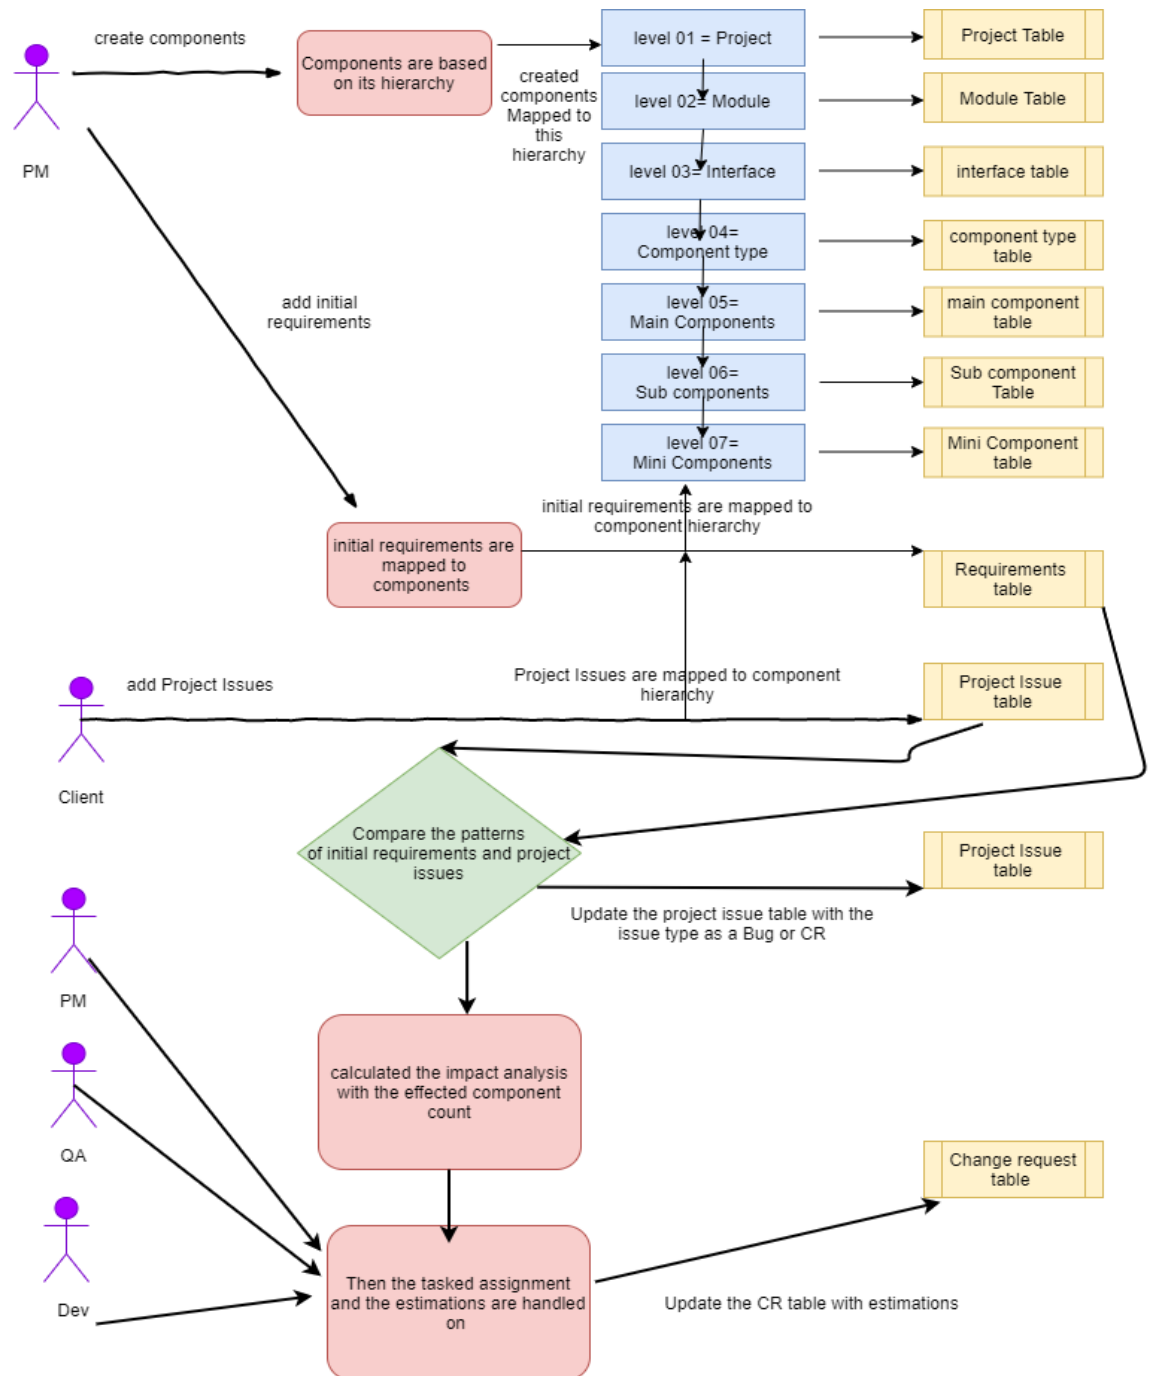 create components
PM
Components are based
on its hierarchy
created
components
Mapped to
this
hierarchy
level 01 = Project
Project Table
level 02= Module
Module Table
level 03= Interface
interface table
level 04=
Component type
component type
table
level 05=
Main Components
main component
table
level 06=
Sub components
Sub component
Table
level 07=
Mini Components
Mini Component
table
add initial
requirements
initial requirements are mapped to
component hierarchy
initial requirements are
mapped to
components
Requirements
table
add Project Issues
Client
Project Issues are mapped to component
hierarchy
Project Issue
table
Compare the patterns
of initial requirements and project
issues
Project Issue
table
Update the project issue table with the
issue type as a Bug or CR
PM
calculated the impact analysis
with the effected component
count
QA
Change request
table
Dev
Then the tasked assignment
and the estimations are handled
on
Update the CR table with estimations